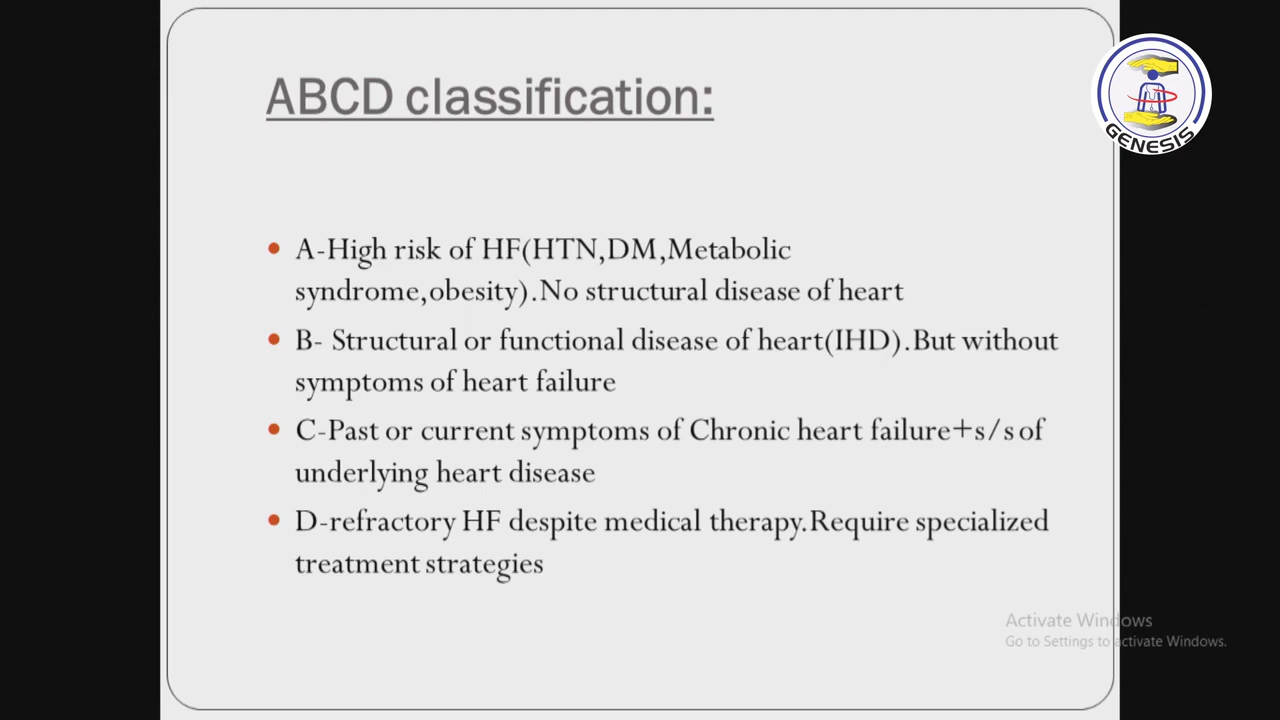 ABCD classification:
GENESIS
A-High risk of HF(HTN,DM,Metabolic
syndrome,obesity).No structural disease of heart
B- Structural or functional disease of heart(IHD).But without
symptoms of heart failure
C-Past or current symptoms of Chronic heart failure+s/s of
underlying heart disease
D-refractory HF despite medical therapy.Require specialized
treatment strategies
Activate Windows
Go to Settings to activate Windows.